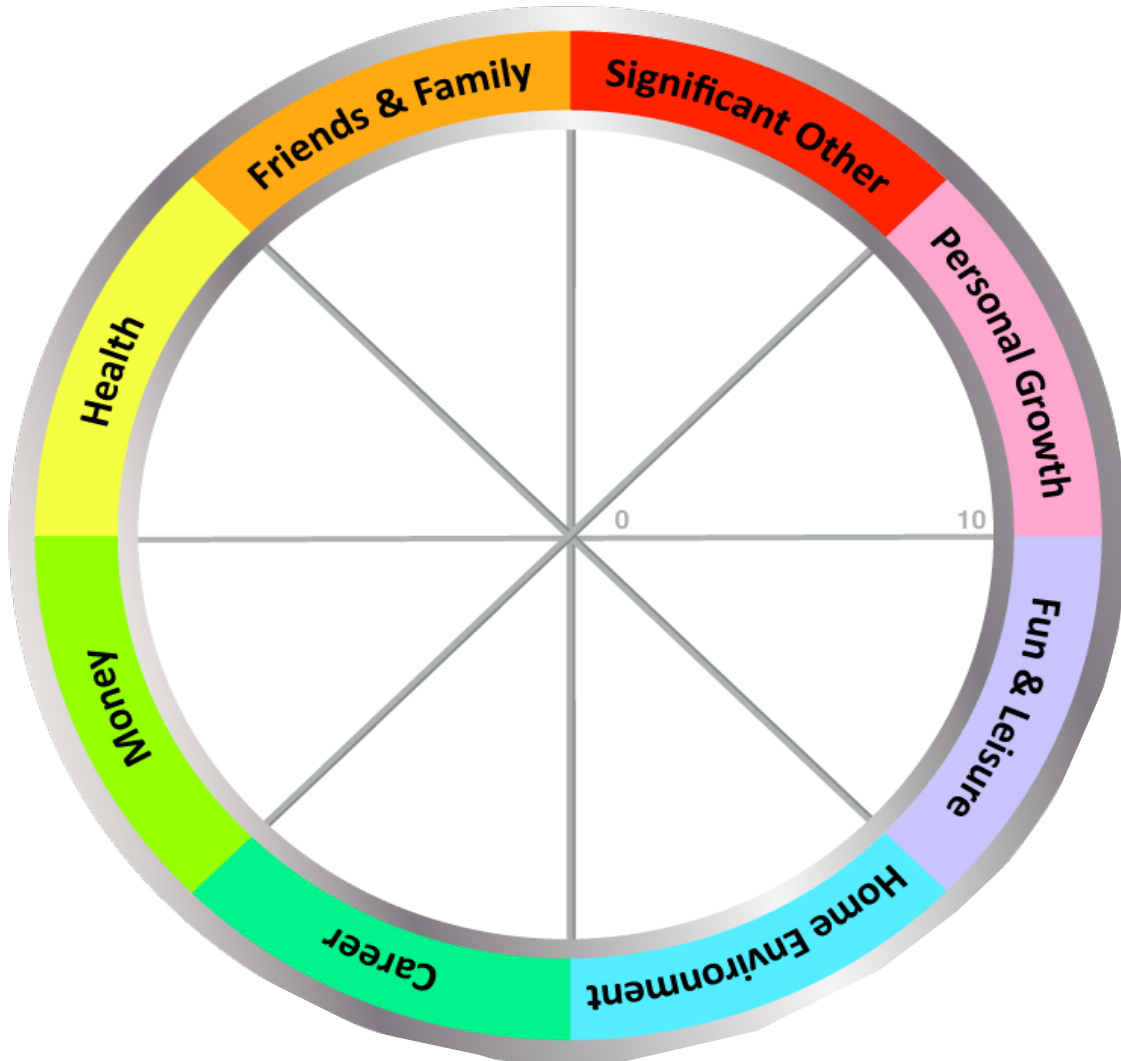 Friends & Family
Significant Other
Personal Growth
Fun & Leisure
Home Environment
Career
Money
Health
0
10